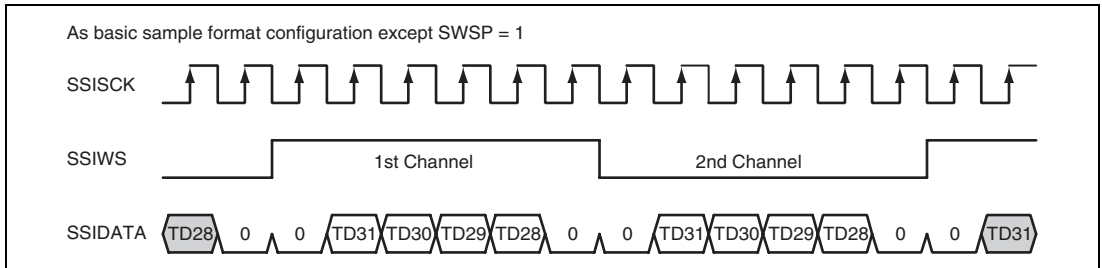 As basic sample format configuration except SWSP = 1
SSISCK
SSIWS
1st Channel
2nd Channel
SSIDATA
TD28 0 0 TD31 TD30 TD29 TD28 0 0 TD31 TD30 TD29 TD28 0 0 TD31